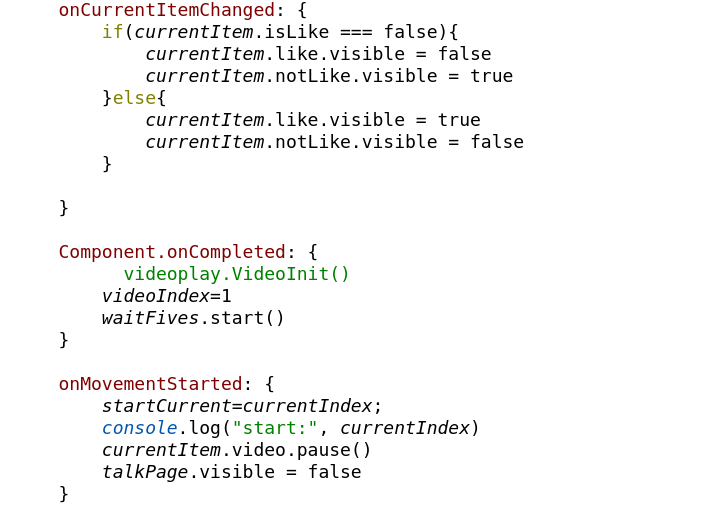 onCurrentItemChanged: {
    if(currentItem.isLike === false){
        currentItem.like.visible = false
        currentItem.notLike.visible = true
    }else{
        currentItem.like.visible = true
        currentItem.notLike.visible = false
    }

}

Component.onCompleted: {
      videoplay.VideoInit()
    videoIndex=1
    waitFives.start()
}

onMovementStarted: {
    startCurrent=currentIndex;
    console.log("start:", currentIndex)
    currentItem.video.pause()
    talkPage.visible = false
}